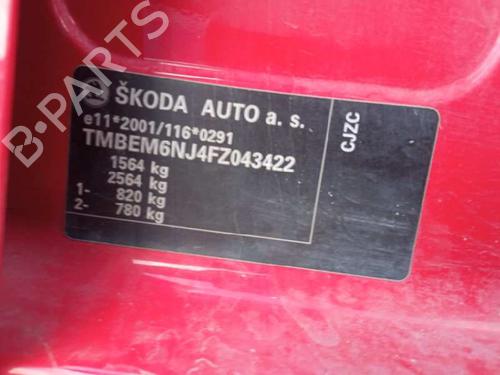 B-PARTS
ŠKODA AUTO a. s.
e11*2001/116*0291
TMBEM6NJ4FZ043422
1564 kg
2564 kg
1- 820 kg
2- 780 kg
CJZC